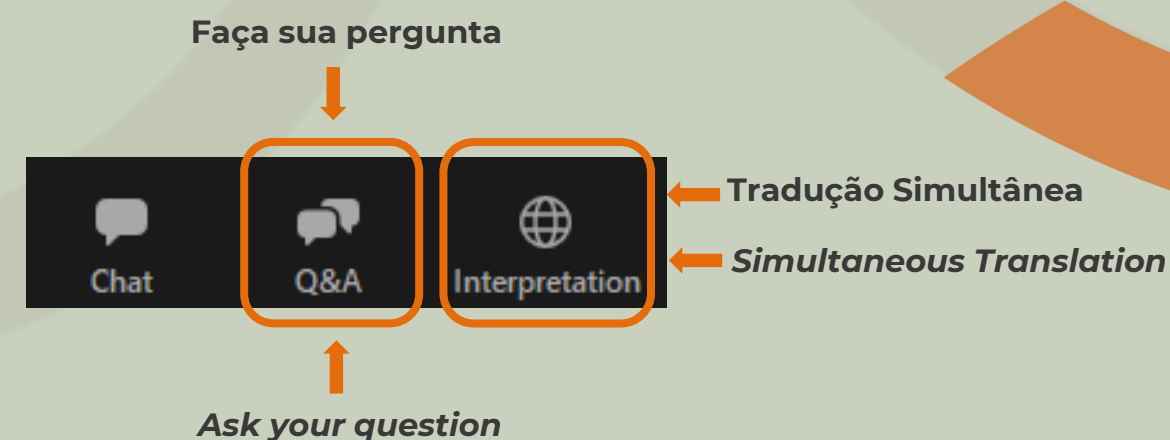 Faça sua pergunta
Chat
Q&A
Interpretation
Tradução Simultânea
Simultaneous Translation
Ask your question